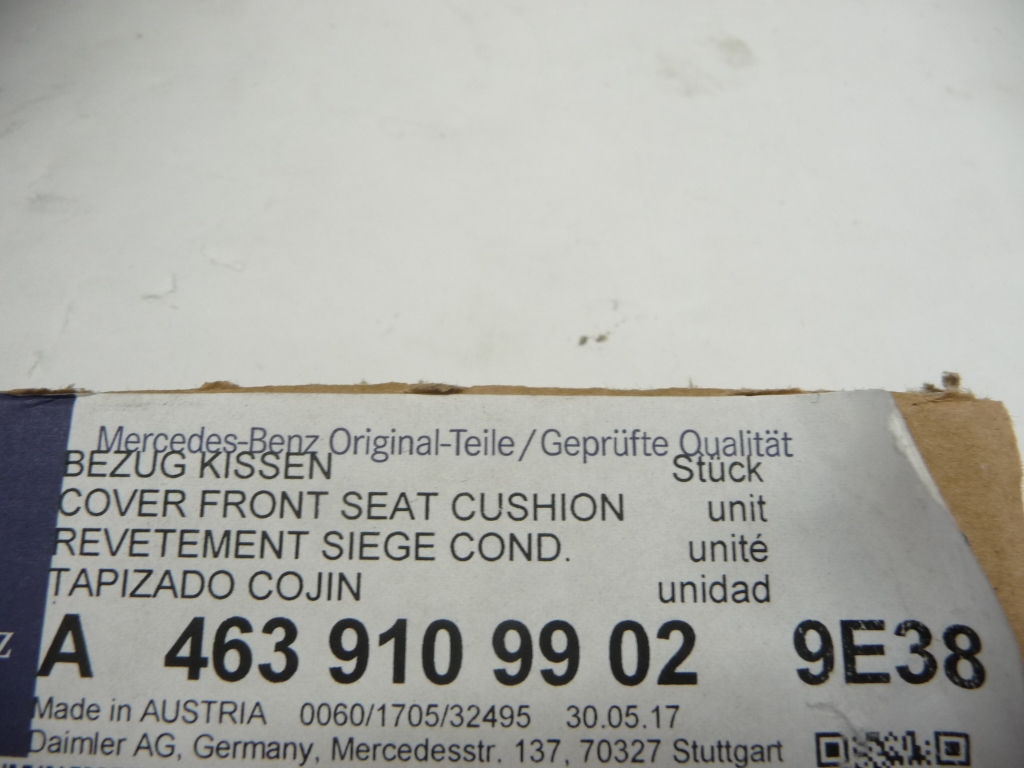 Mercedes-Benz Original-Teile / Geprüfte Qualität
BEZUG KISSEN Stück
COVER FRONT SEAT CUSHION unit
REVETEMENT SIEGE COND. unité
TAPIZADO COJIN unidad
A 463 910 99 02 9E38
Made in AUSTRIA 0060/1705/32495 30.05.17
Daimler AG, Germany, Mercedesstr. 137, 70327 Stuttgart